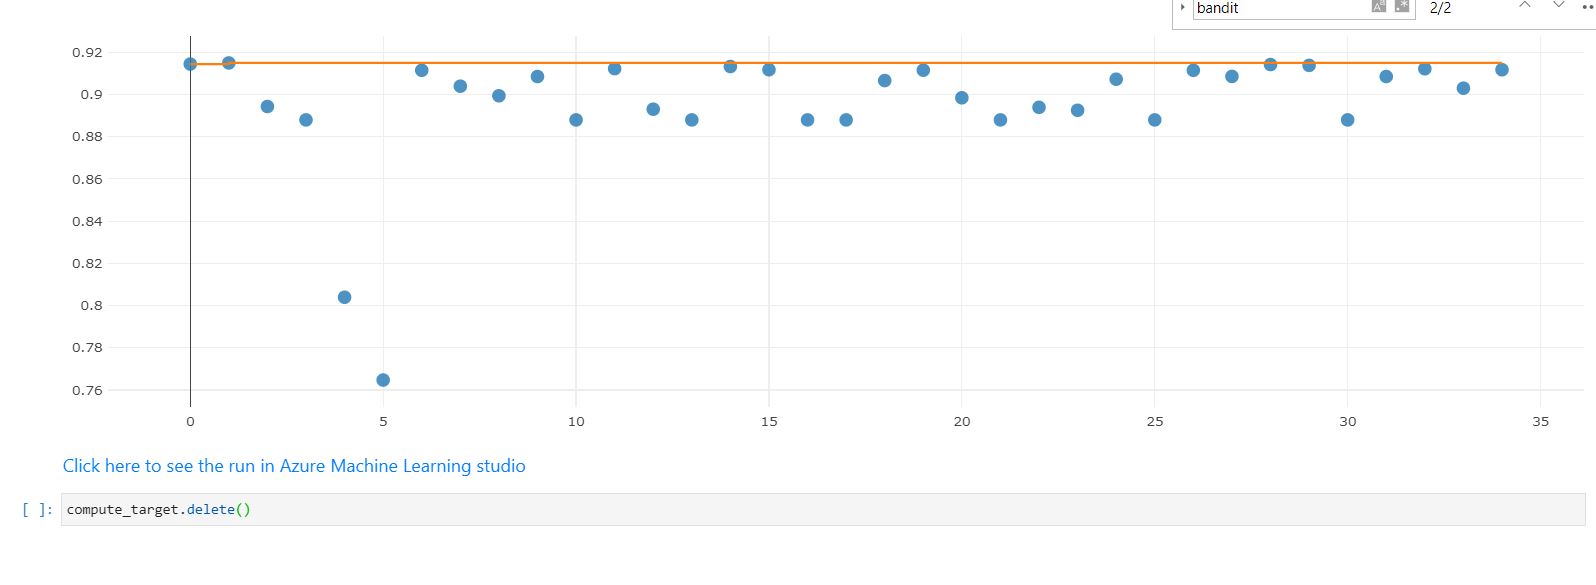 bandit 2/2
0.92
0.9
0.88
0.86
0.84
0.82
0.8
0.78
0.76
0 5 10 15 20 25 30 35
Click here to see the run in Azure Machine Learning studio
[ ]: compute_target.delete()